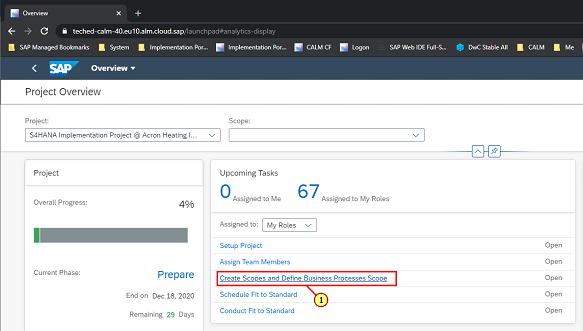 Overview
teched-calm-40.eu10.alm.cloud.sap/launchpad#analytics-display
SAP Managed Bookmarks System Implementation Por... Implementation Por... CALM CF Implementation Por... SAP Web IDE Full-S... DwC Stable All CALM Me
SAP Overview
Project Overview
Project: Scope:
S4HANA Implementation Project @ Acron Heating I...
Project
Overall Progress: 4%
Current Phase: Prepare
End on Dec 18, 2020
Remaining 29 Days
Upcoming Tasks
0 Assigned to Me 67 Assigned to My Roles
Assigned to: My Roles
Setup Project Open
Assign Team Members Open
Create Scopes and Define Business Processes Scope Open
Schedule Fit to Standard Open
1
Conduct Fit to Standard Open